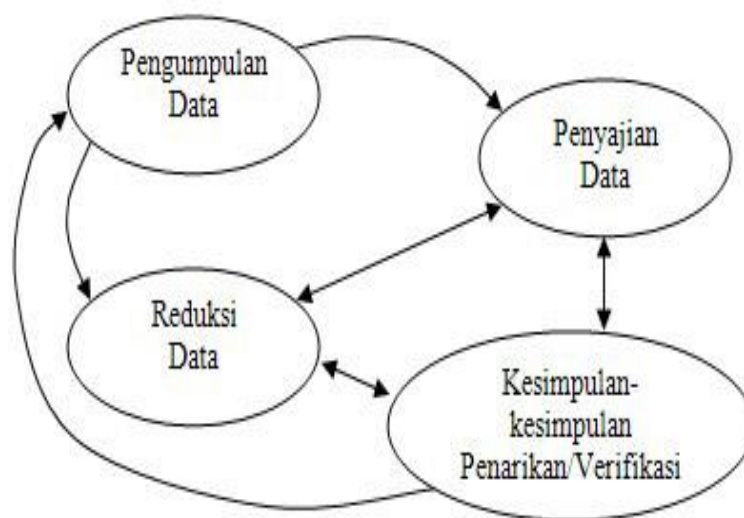 Pengumpulan
Data
Penyajian
Data
Reduksi
Data
Kesimpulan-
kesimpulan
Penarikan/Verifikasi